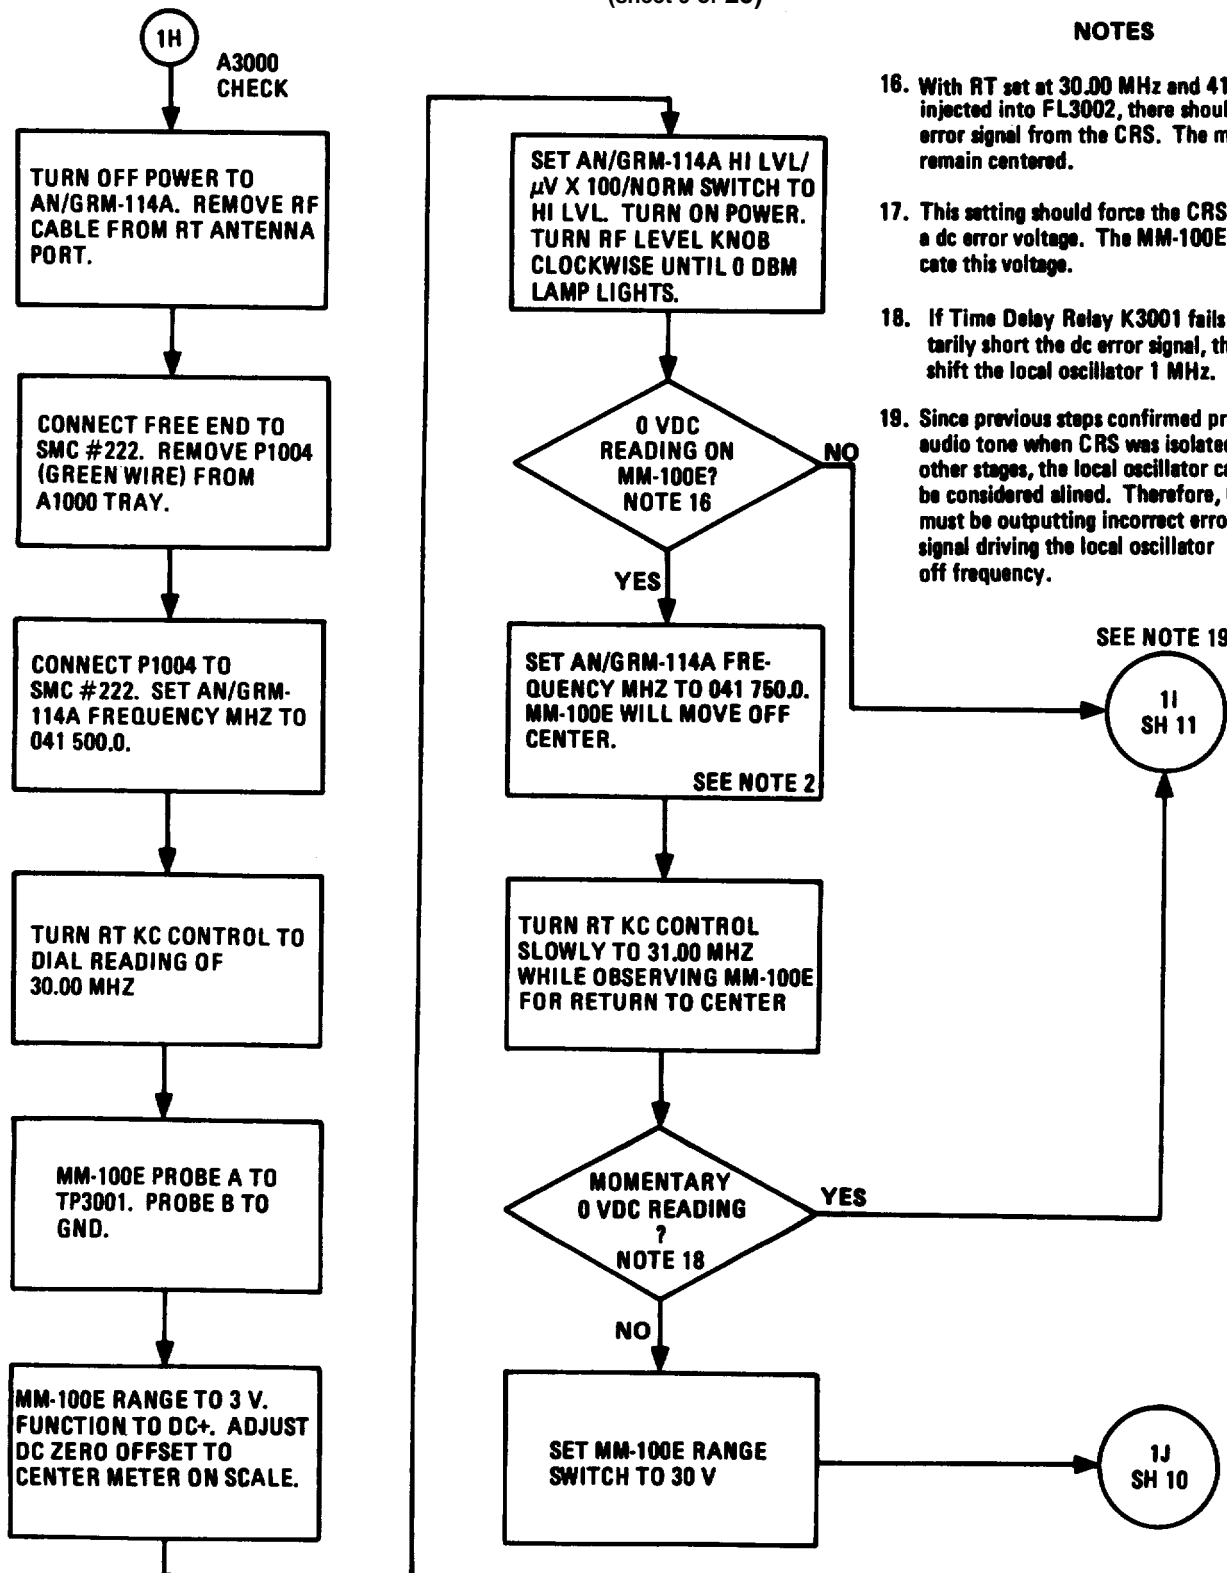 (sheet 9 of 20)
1H
A3000
CHECK
TURN OFF POWER TO
AN/GRM-114A. REMOVE RF
CABLE FROM RT ANTENNA
PORT.
CONNECT FREE END TO
SMC #222. REMOVE P1004
(GREEN WIRE) FROM
A1000 TRAY.
CONNECT P1004 TO
SMC #222. SET AN/GRM-
114A FREQUENCY MHZ TO
041 500.0.
TURN RT KC CONTROL TO
DIAL READING OF
30.00 MHZ
MM-100E PROBE A TO
TP3001. PROBE B TO
GND.
MM-100E RANGE TO 3 V.
FUNCTION TO DC+. ADJUST
DC ZERO OFFSET TO
CENTER METER ON SCALE.
SET AN/GRM-114A HI LVL/
µV X 100/NORM SWITCH TO
HI LVL. TURN ON POWER.
TURN RF LEVEL KNOB
CLOCKWISE UNTIL 0 DBM
LAMP LIGHTS.
0 VDC
READING ON
MM-100E?
NOTE 16
NO
YES
SET AN/GRM-114A FRE-
QUENCY MHZ TO 041 750.0.
MM-100E WILL MOVE OFF
CENTER.
SEE NOTE 2
TURN RT KC CONTROL
SLOWLY TO 31.00 MHZ
WHILE OBSERVING MM-100E
FOR RETURN TO CENTER
MOMENTARY
0 VDC READING
?
NOTE 18
YES
NO
SET MM-100E RANGE
SWITCH TO 30 V
NOTES
16. With RT set at 30.00 MHz and 41
injected into FL3002, there shoul
error signal from the CRS. The m
remain centered.
17. This setting should force the CRS
a dc error voltage. The MM-100E
cate this voltage.
18. If Time Delay Relay K3001 fails
tarily short the dc error signal, th
shift the local oscillator 1 MHz.
19. Since previous steps confirmed pr
audio tone when CRS was isolated
other stages, the local oscillator ca
be considered alined. Therefore,
must be outputting incorrect erro
signal driving the local oscillator
off frequency.
SEE NOTE 19
1I
SH 11
1J
SH 10